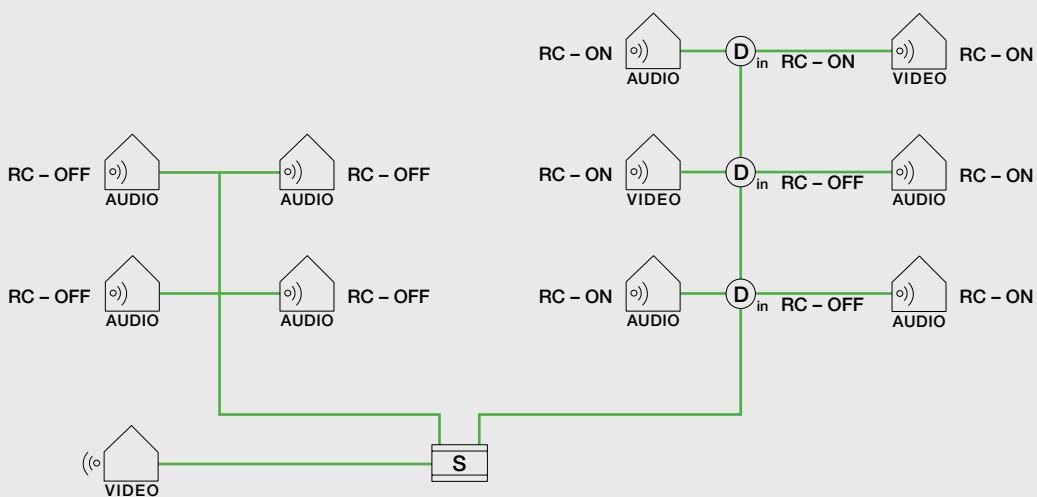 RC – ON AUDIO D in RC – ON VIDEO RC – ON
RC – OFF AUDIO AUDIO RC – OFF
RC – ON VIDEO D in RC – OFF AUDIO RC – ON
RC – OFF AUDIO AUDIO RC – OFF
RC – ON AUDIO D in RC – OFF AUDIO RC – ON
VIDEO S